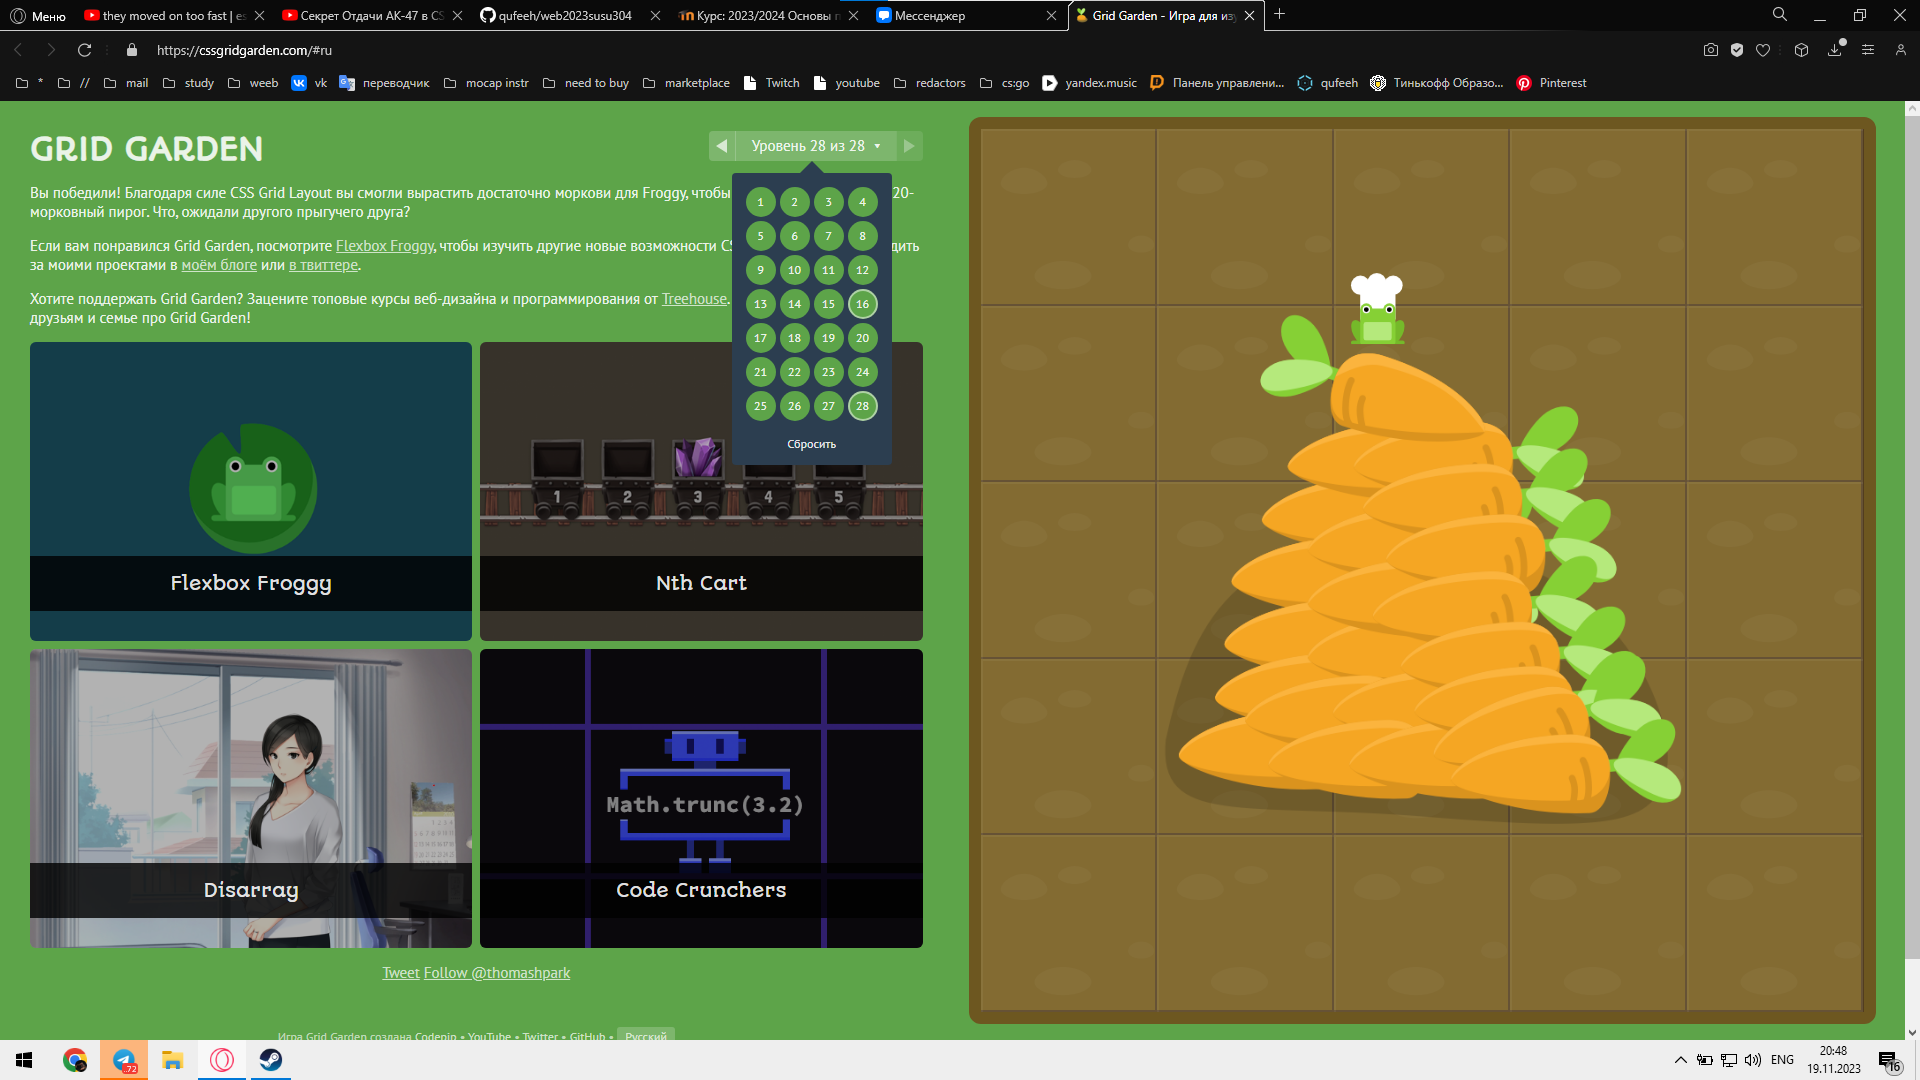 Меню
they moved on too fast | es
Секрет Отдачи АК-47 в CS
qufeeh/web2023susu304
Курс: 2023/2024 Основы п
Мессенджер
Grid Garden - Игра для из
https://cssgridgarden.com/#ru
*
//
mail
study
weeb
vk
переводчик
mocap instr
need to buy
marketplace
Twitch
youtube
redactors
cs:go
yandex.music
Панель управлени...
qufeeh
Тинькофф Образо...
Pinterest
GRID GARDEN
Уровень 28 из 28
Вы победили! Благодаря силе CSS Grid Layout вы смогли вырастить достаточно моркови для Froggy, чтобы 20-
морковный пирог. Что, ожидали другого прыгучего друга?
Если вам понравился Grid Garden, посмотрите Flexbox Froggy, чтобы изучить другие новые возможности
за моими проектами в моём блоге или в твиттере.
Хотите поддержать Grid Garden? Зацените топовые курсы веб-дизайна и программирования от Treehouse.
друзьям и семье про Grid Garden!
1 2 3 4
5 6 7 8
9 10 11 12
13 14 15 16
17 18 19 20
21 22 23 24
25 26 27 28
Сбросить
1 2 3 4 5
Flexbox Froggy
Nth Cart
Math.trunc(3.2)
Disarray
Code Crunchers
Tweet Follow @thomashpark
Игра Grid Garden создана Codepip • YouTube • Twitter • GitHub • Русский
72
ENG
20:48
19.11.2023
16